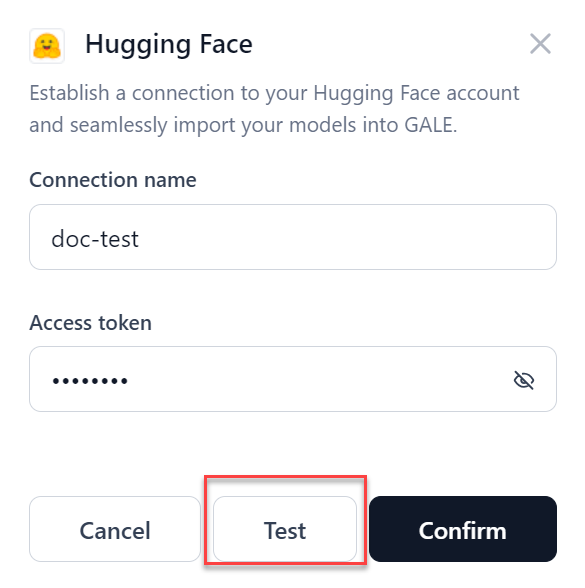 Hugging Face
Establish a connection to your Hugging Face account
and seamlessly import your models into GALE.
Connection name
doc-test
Access token
••••••••
Cancel Test Confirm